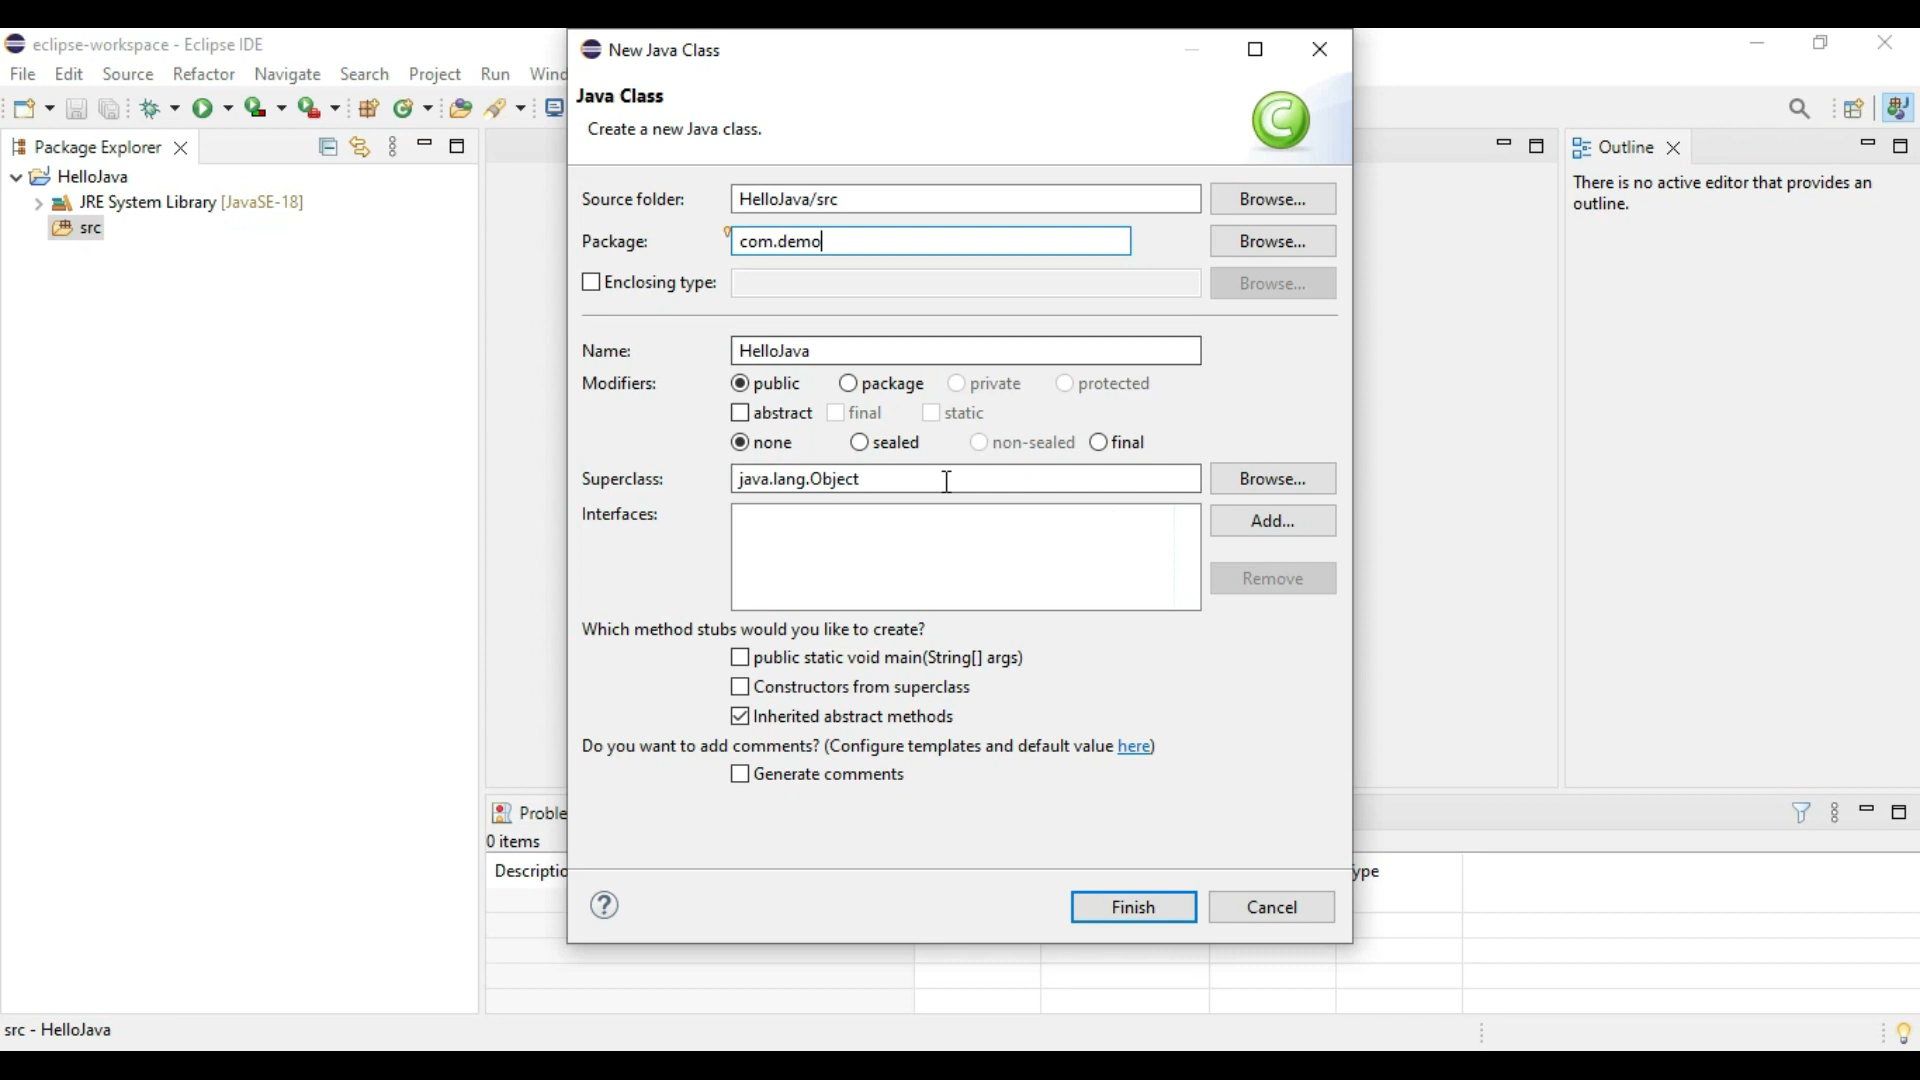 eclipse-workspace - Eclipse IDE
File Edit Source Refactor Navigate Search Project Run Wind
Package Explorer
HelloJava
JRE System Library [JavaSE-18]
src
New Java Class
Java Class
Create a new Java class.
Source folder: HelloJava/src Browse...
Package: com.demo Browse...
Enclosing type: Browse...
Name: HelloJava
Modifiers: public package private protected
abstract final static
none sealed non-sealed final
Superclass: java.lang.Object Browse...
Interfaces: Add...
Remove
Which method stubs would you like to create?
public static void main(String[] args)
Constructors from superclass
Inherited abstract methods
Do you want to add comments? (Configure templates and default value here)
Generate comments
Finish Cancel
Outline
There is no active editor that provides an
outline.
Proble
0 items
Descriptio ype
src - HelloJava